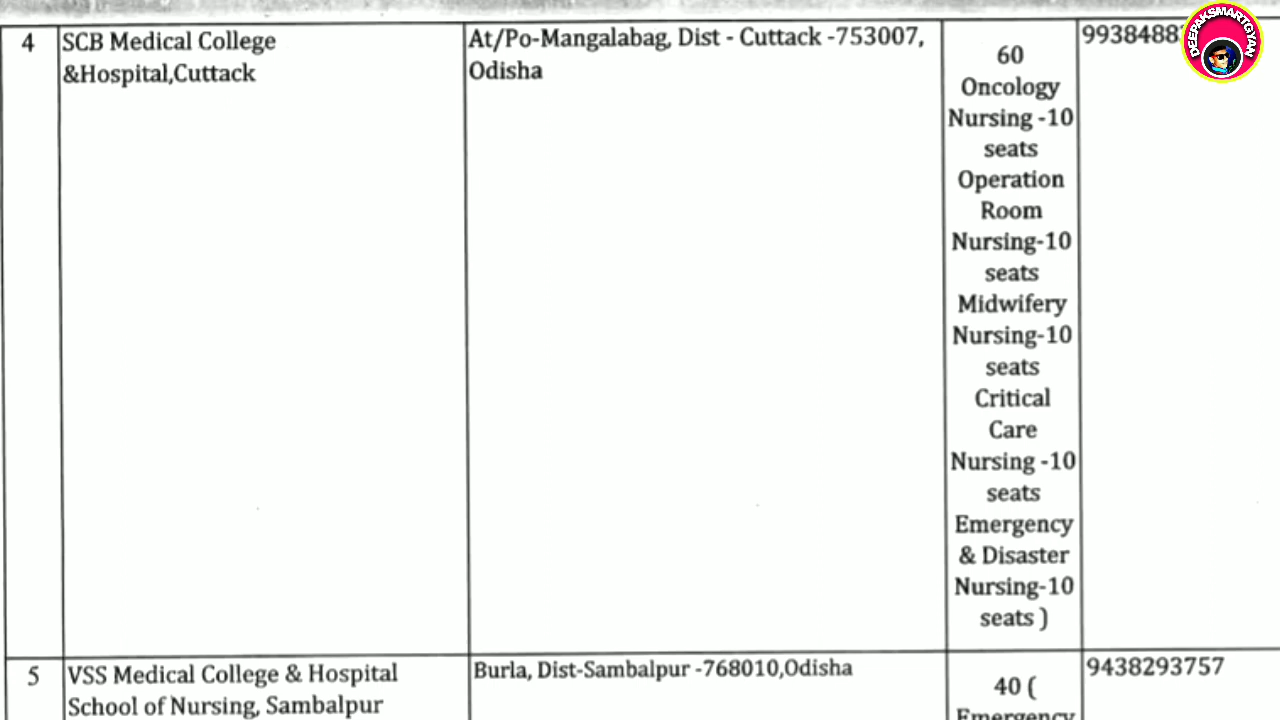 4
SCB Medical College
&Hospital,Cuttack
At/Po-Mangalabag, Dist - Cuttack -753007,
Odisha
60
Oncology
Nursing -10
seats
Operation
Room
Nursing-10
seats
Midwifery
Nursing-10
seats
Critical
Care
Nursing -10
seats
Emergency
& Disaster
Nursing-10
seats )
DEEPAKSMARTGYAN
5
VSS Medical College & Hospital
School of Nursing, Sambalpur
Burla, Dist-Sambalpur -768010,Odisha
40 (
Emergency
9438293757